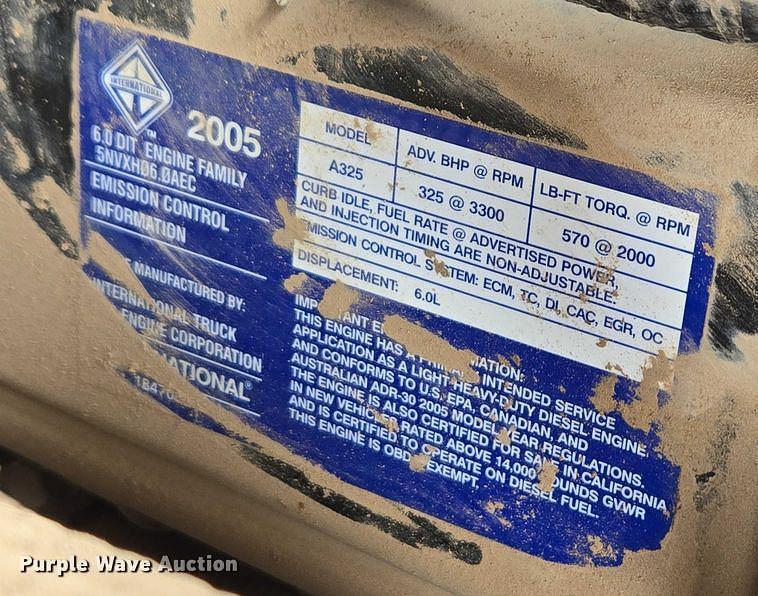 INTERNATIONAL
™
2005
6.0 DIT ENGINE FAMILY
5NVXH06.0AEC
EMISSION CONTROL
INFORMATION
MANUFACTURED BY:
INTERNATIONAL TRUCK
ENGINE CORPORATION
MODEL
ADV. BHP @ RPM
LB-FT TORQ. @ RPM
A325
325 @ 3300
570 @ 2000
CURB IDLE, FUEL RATE @ ADVERTISED POWER,
AND INJECTION TIMING ARE NON-ADJUSTABLE.
EMISSION CONTROL SYSTEM: ECM, TC, DI, CAC, EGR, OC
DISPLACEMENT: 6.0L
THIS ENGINE HAS A INTENDED SERVICE
APPLICATION AS A LIGHT-HEAVY-DUTY DIESEL ENGINE
AND CONFORMS TO U.S. EPA, CANADIAN, AND
AUSTRALIAN ADR-30 2005 MODEL YEAR REGULATIONS.
THE ENGINE IS ALSO CERTIFIED FOR SALE IN CALIFORNIA
IN NEW VEHICLES RATED ABOVE 14,000 POUNDS GVWR
AND IS CERTIFIED TO OPERATE ON DIESEL FUEL.
THIS ENGINE IS OBD EXEMPT.
Purple Wave Auction